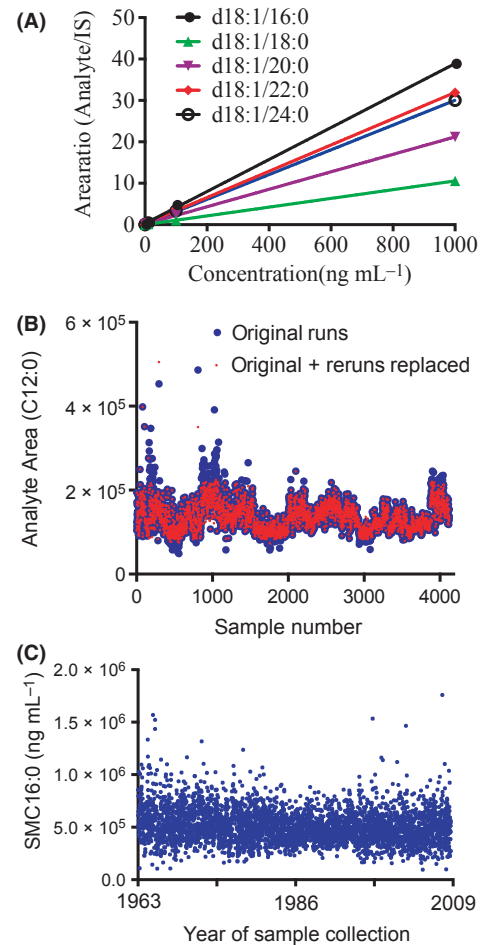 (A)
50
40
30
20
10
0
Arearatio (Analyte/IS)
d18:1/16:0
d18:1/18:0
d18:1/20:0
d18:1/22:0
d18:1/24:0
0 200 400 600 800 1000
Concentration(ng mL⁻¹)
(B)
6 × 10⁵
4 × 10⁵
2 × 10⁵
0
Analyte Area (C12:0)
Original runs
Original + reruns replaced
0 1000 2000 3000 4000
Sample number
(C)
2.0 × 10⁶
1.5 × 10⁶
1.0 × 10⁶
5.0 × 10⁵
0.0
SMC16:0 (ng mL⁻¹)
1963 1986 2009
Year of sample collection